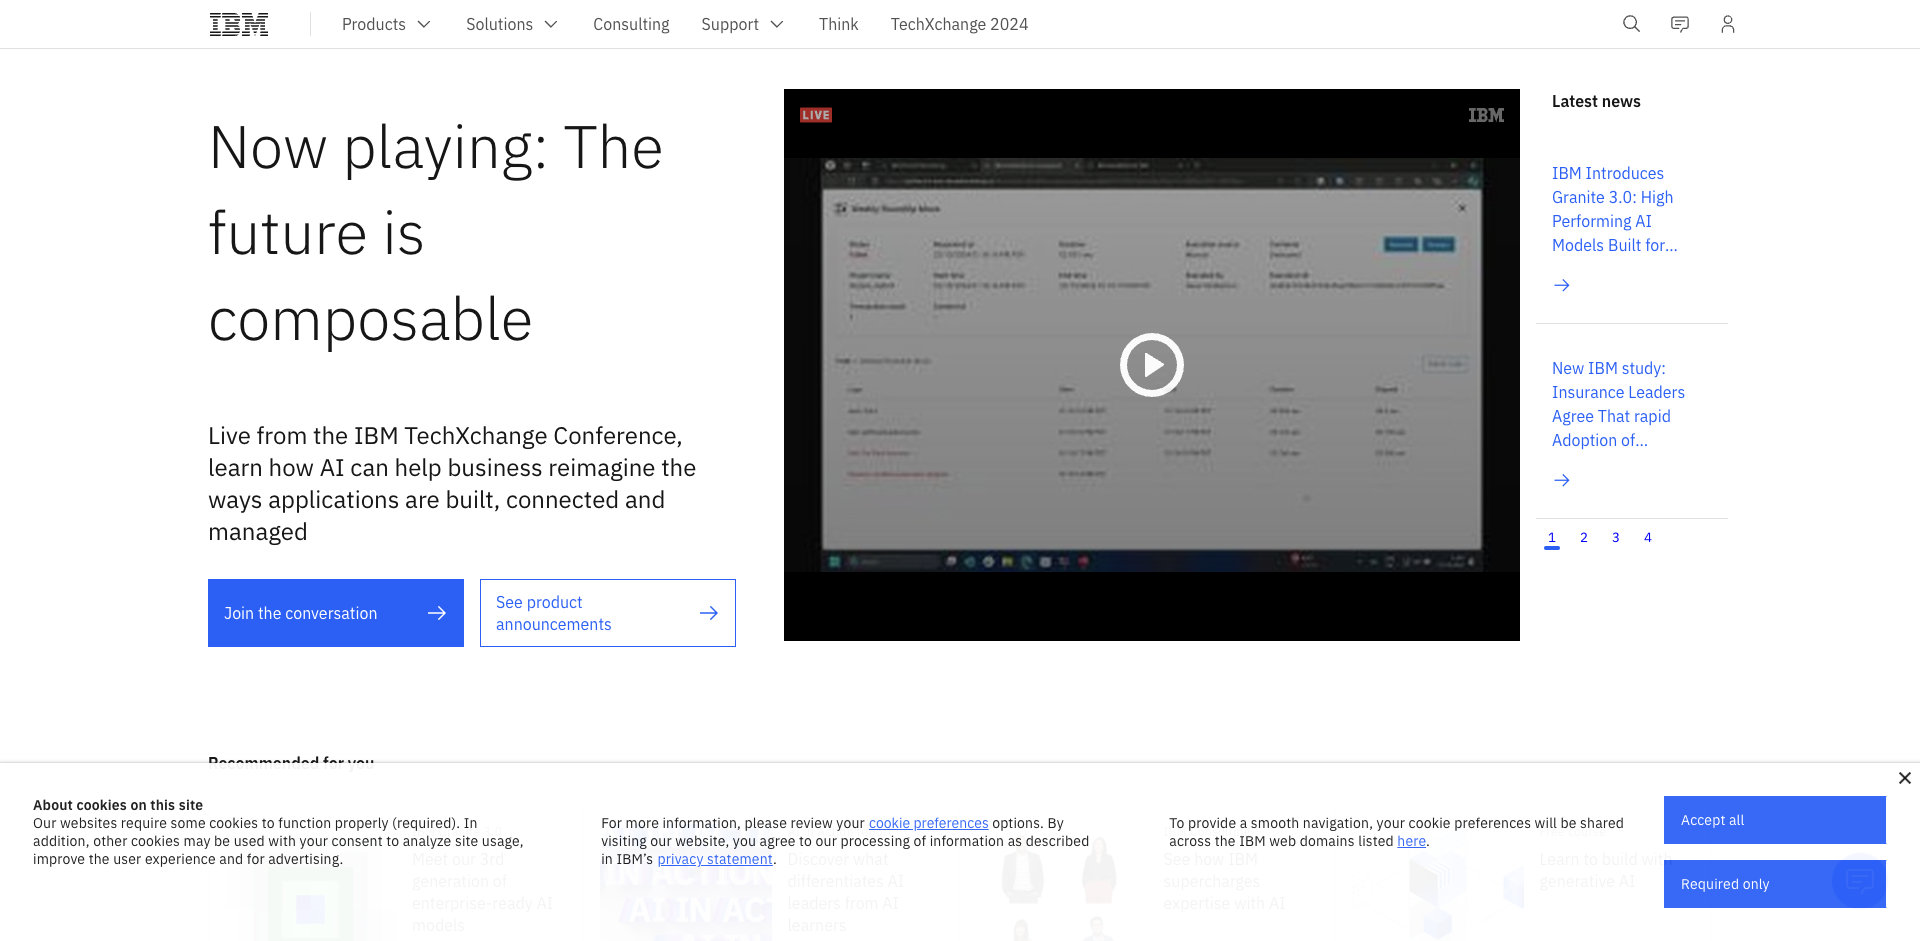 IBM
Products
Solutions
Consulting
Support
Think
TechXchange 2024
Now playing: The
future is
composable
Live from the IBM TechXchange Conference,
learn how AI can help business reimagine the
ways applications are built, connected and
managed
Join the conversation
See product
announcements
LIVE
IBM
Latest news
IBM Introduces
Granite 3.0: High
Performing AI
Models Built for...
New IBM study:
Insurance Leaders
Agree That rapid
Adoption of...
1 2 3 4
Recommended for you
About cookies on this site
Our websites require some cookies to function properly (required). In
addition, other cookies may be used with your consent to analyze site usage,
improve the user experience and for advertising.
For more information, please review your cookie preferences options. By
visiting our website, you agree to our processing of information as described
in IBM's privacy statement.
To provide a smooth navigation, your cookie preferences will be shared
across the IBM web domains listed here.
Accept all
Required only
Meet our 3rd
generation of
enterprise-ready AI
models
IN ACTION
AI IN AC
Discover what
differentiates AI
leaders from AI
learners
See how IBM
supercharges
expertise with AI
Learn to build with
generative AI